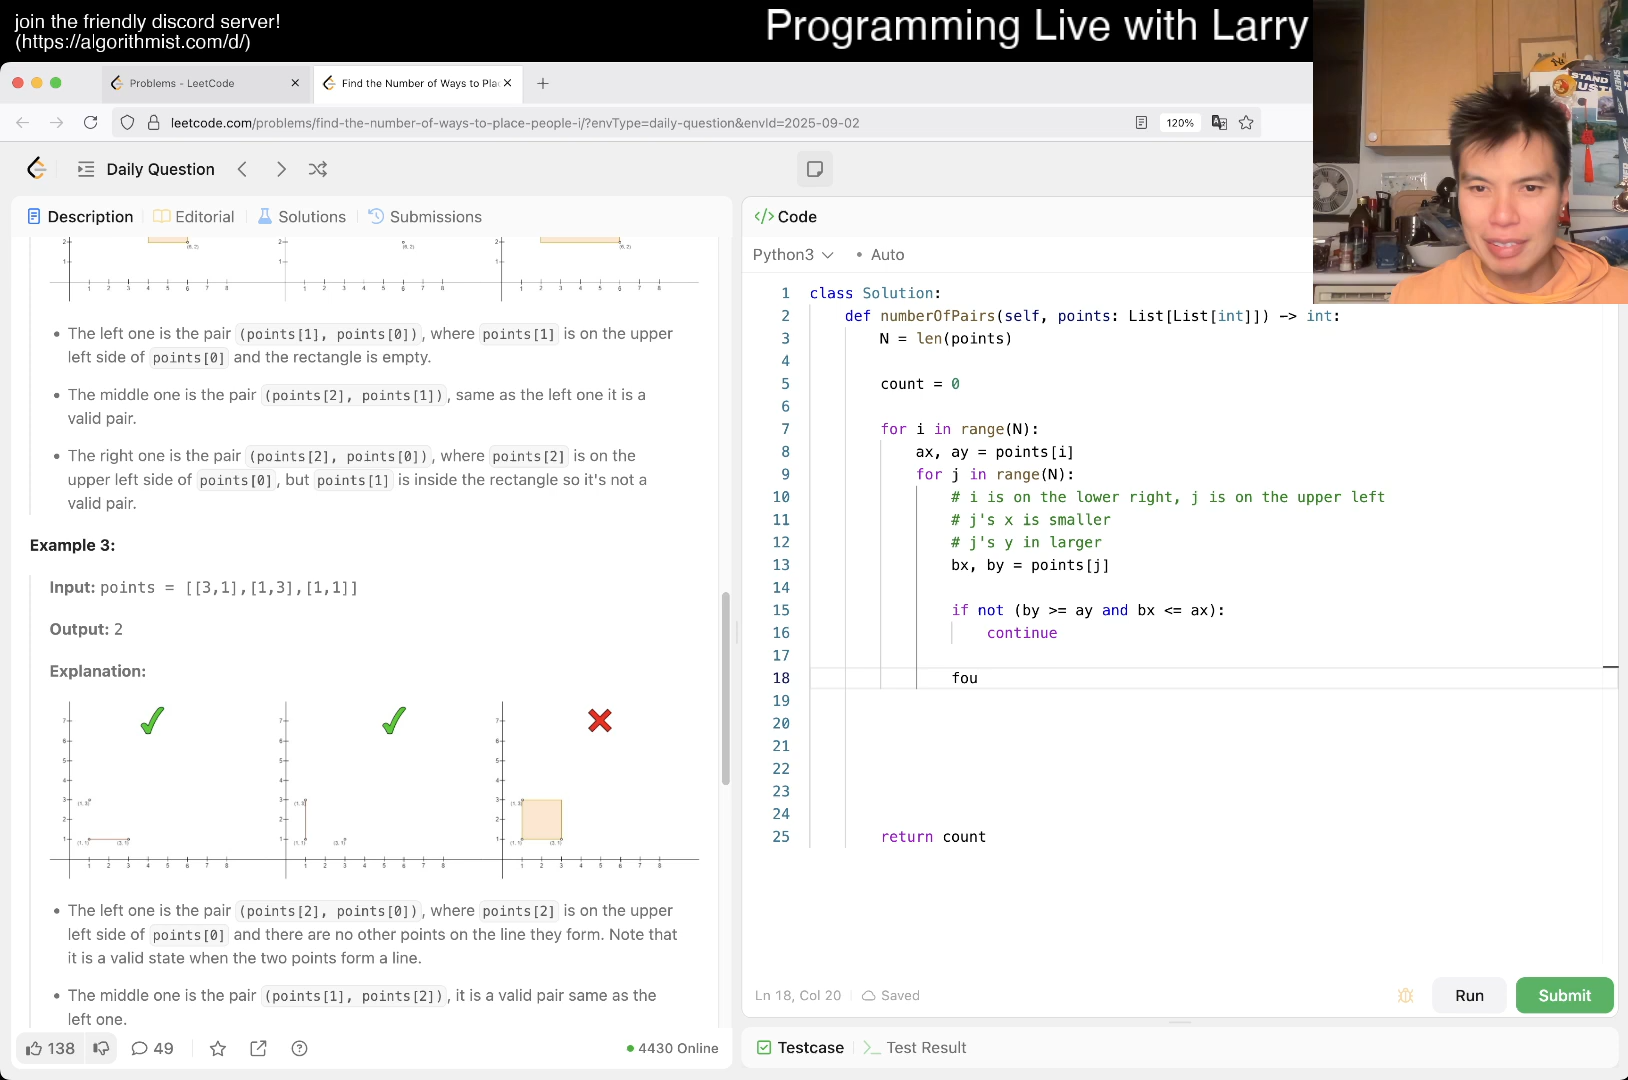 join the friendly discord server!
(https://algorithmist.com/d/)
Programming Live with Larry
Problems - LeetCode
Find the Number of Ways to Pla
leetcode.com/problems/find-the-number-of-ways-to-place-people-i/?envType=daily-question&envId=2025-09-02
120%
Daily Question
Description
Editorial
Solutions
Submissions
The left one is the pair (points[1], points[0]), where points[1] is on the upper
left side of points[0] and the rectangle is empty.
The middle one is the pair (points[2], points[1]), same as the left one it is a
valid pair.
The right one is the pair (points[2], points[0]), where points[2] is on the
upper left side of points[0], but points[1] is inside the rectangle so it's not a
valid pair.
Example 3:
Input: points = [[3,1],[1,3],[1,1]]
Output: 2
Explanation:
The left one is the pair (points[2], points[0]), where points[2] is on the upper
left side of points[0] and there are no other points on the line they form. Note that
it is a valid state when the two points form a line.
The middle one is the pair (points[1], points[2]), it is a valid pair same as the
left one.
138
49
4430 Online
</> Code
Python3
Auto
1 class Solution:
2 def numberOfPairs(self, points: List[List[int]]) -> int:
3 N = len(points)
4
5 count = 0
6
7 for i in range(N):
8 ax, ay = points[i]
9 for j in range(N):
10 # i is on the lower right, j is on the upper left
11 # j's x is smaller
12 # j's y in larger
13 bx, by = points[j]
14
15 if not (by >= ay and bx <= ax):
16 continue
17
18 fou
19
20
21
22
23
24
25 return count
Ln 18, Col 20
Saved
Run
Submit
Testcase
Test Result
STAND